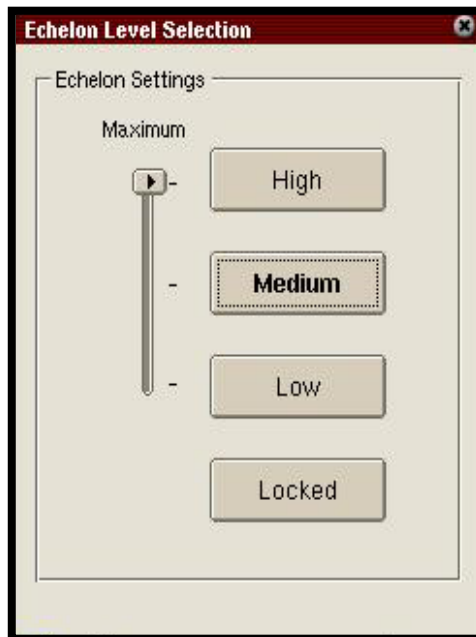 Echelon Level Selection
Echelon Settings
Maximum
High
Medium
Low
Locked